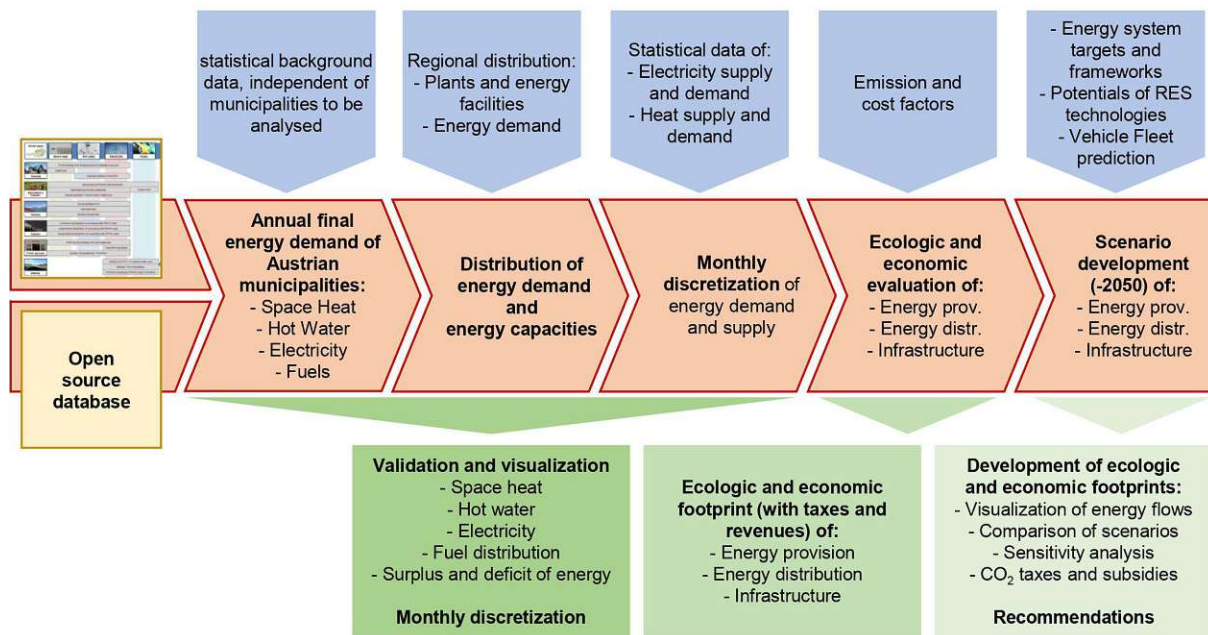 statistical background
data, independent of
municipalities to be
analysed
Regional distribution:
- Plants and energy
facilities
- Energy demand
Statistical data of:
- Electricity supply
and demand
- Heat supply and
demand
Emission and
cost factors
- Energy system
targets and
frameworks
- Potentials of RES
technologies
- Vehicle Fleet
prediction
Open
source
database
Annual final
energy demand of
Austrian
municipalities:
- Space Heat
- Hot Water
- Electricity
- Fuels
Distribution of
energy demand
and
energy capacities
Monthly
discretization of
energy demand
and supply
Ecologic and
economic
evaluation of:
- Energy prov.
- Energy distr.
- Infrastructure
Scenario
development
(-2050) of:
- Energy prov.
- Energy distr.
- Infrastructure
Validation and visualization
- Space heat
- Hot water
- Electricity
- Fuel distribution
- Surplus and deficit of energy
Monthly discretization
Ecologic and economic
footprint (with taxes and
revenues) of:
- Energy provision
- Energy distribution
- Infrastructure
Development of ecologic
and economic footprints:
- Visualization of energy flows
- Comparison of scenarios
- Sensitivity analysis
- CO₂ taxes and subsidies
Recommendations